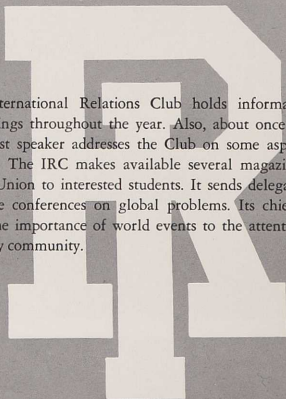 ternational Relations Club holds informa
ngs throughout the year. Also, about once
st speaker addresses the Club on some asp
The IRC makes available several magazi
Union to interested students. It sends delega
e conferences on global problems. Its chie
e importance of world events to the attent
y community.